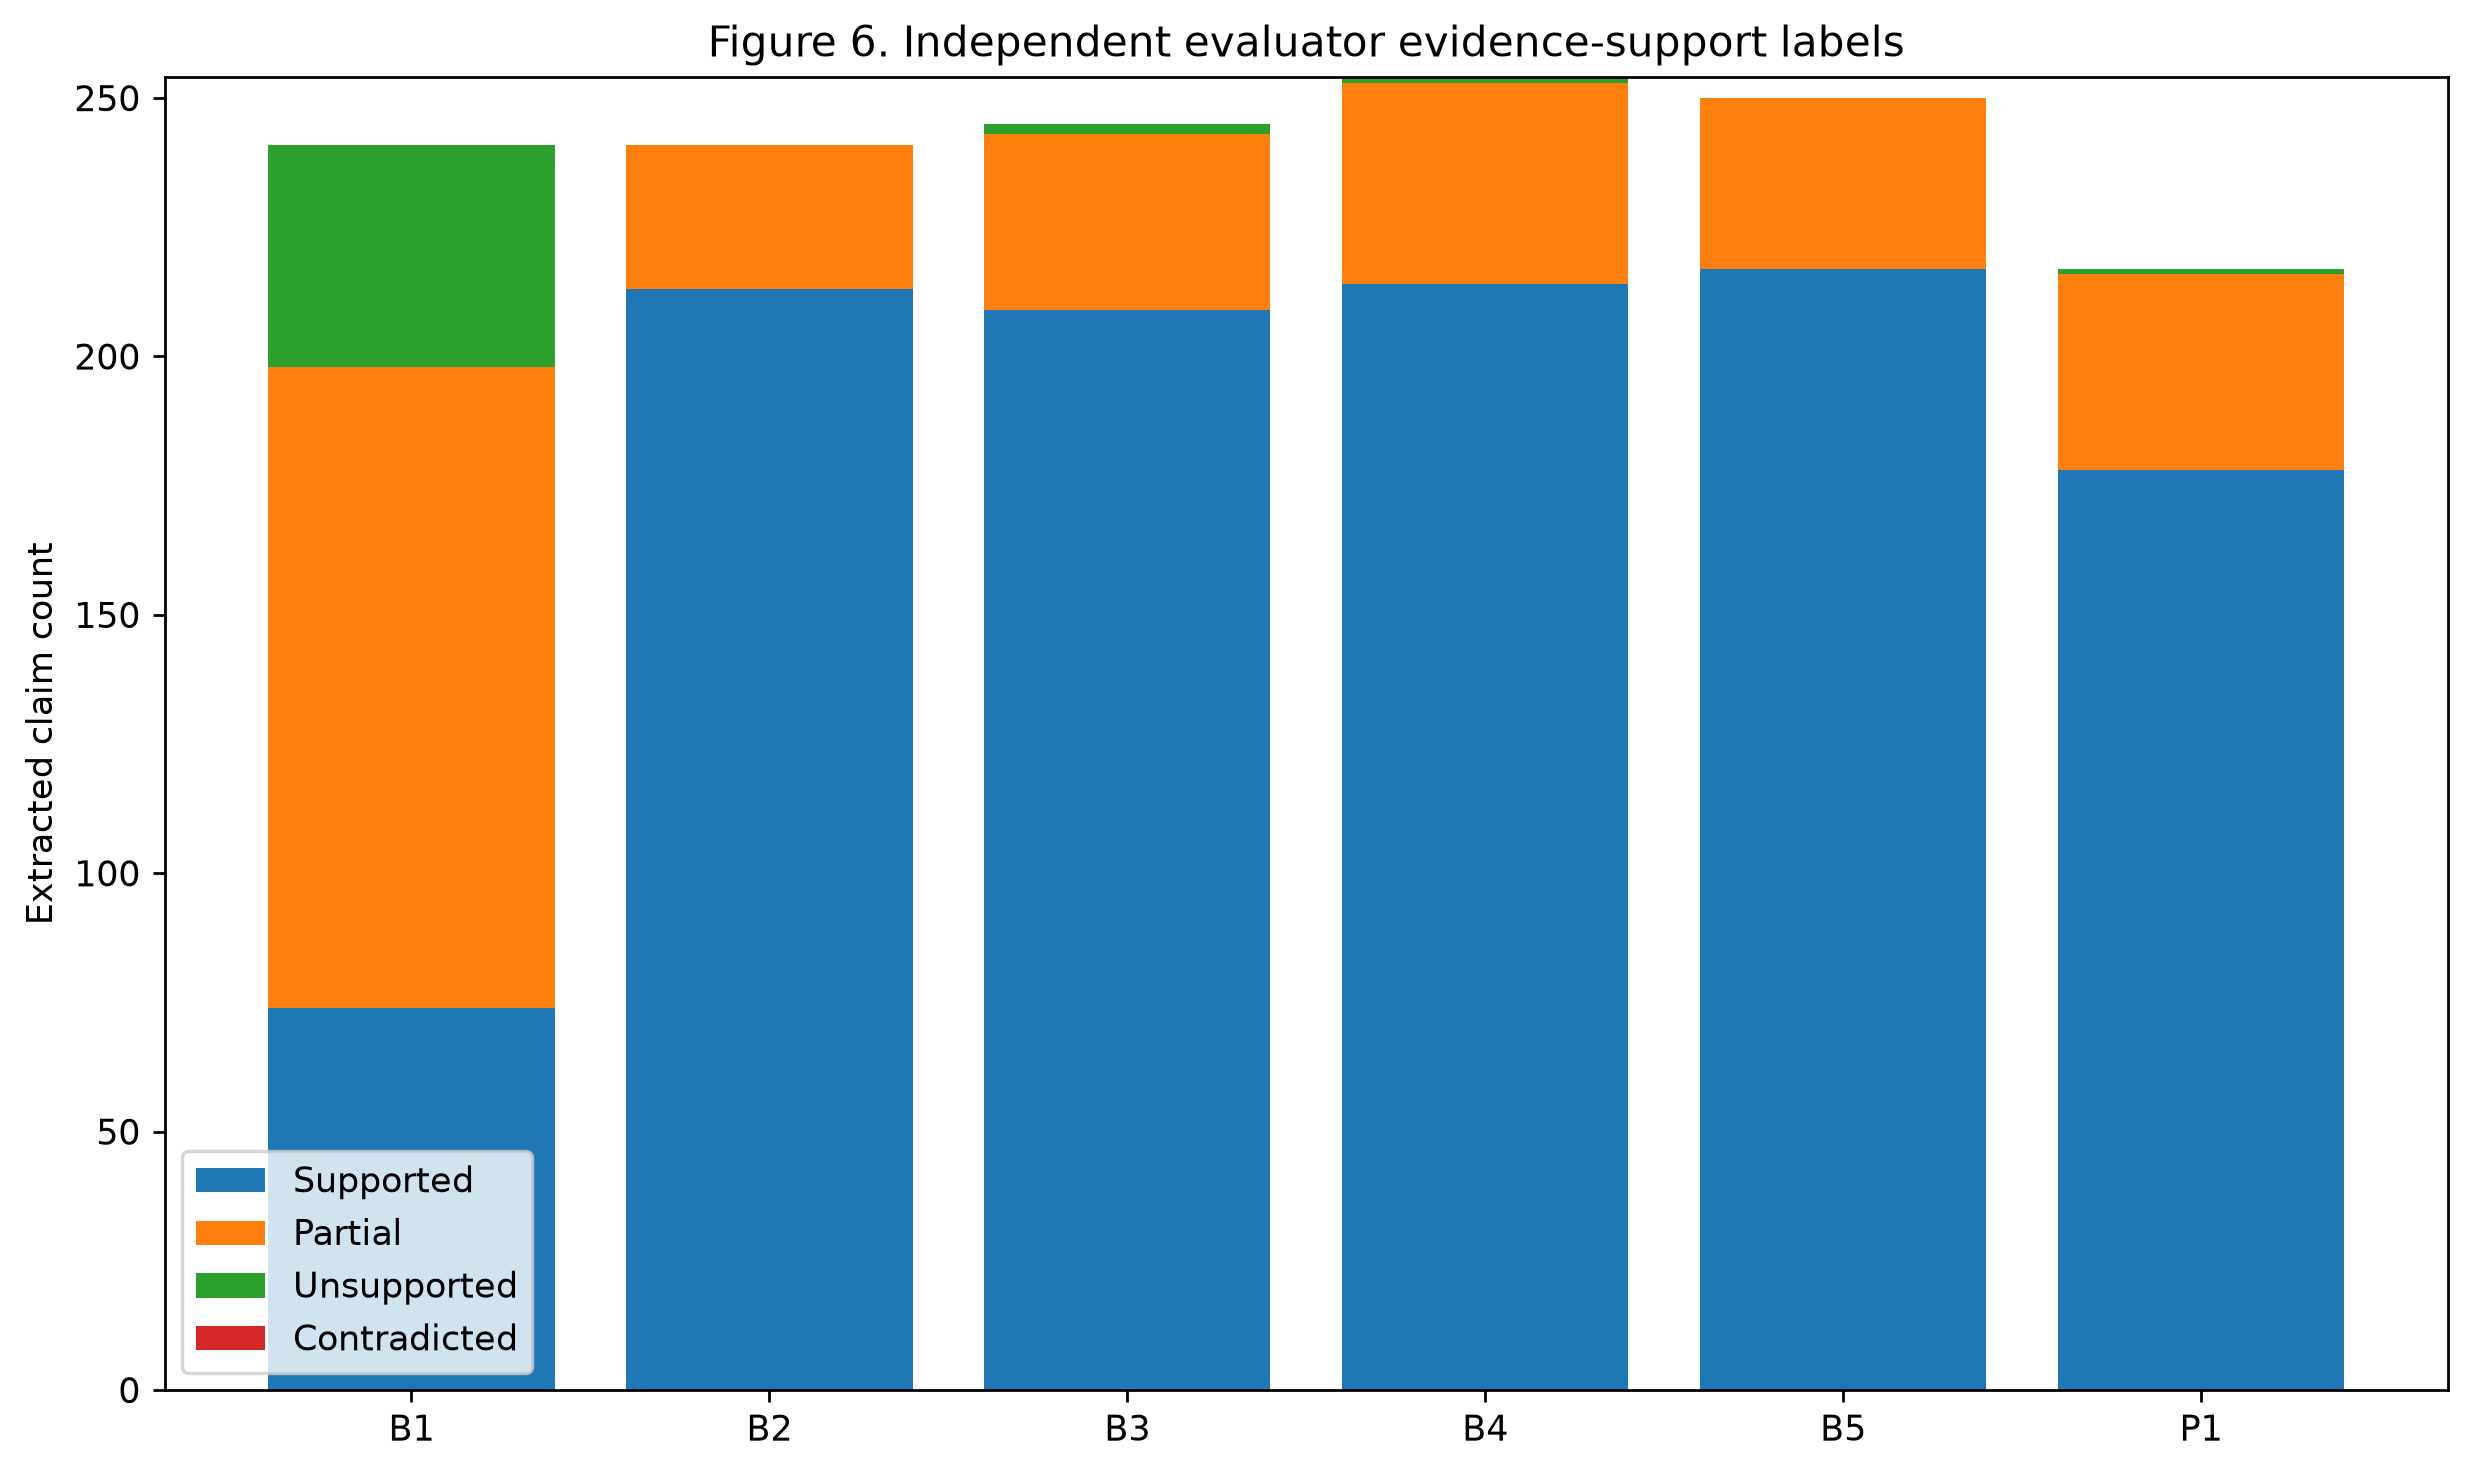 Figure 6. Independent evaluator evidence-support labels
Extracted claim count
250
200
150
100
50
0
Supported
Partial
Unsupported
Contradicted
B1 B2 B3 B4 B5 P1